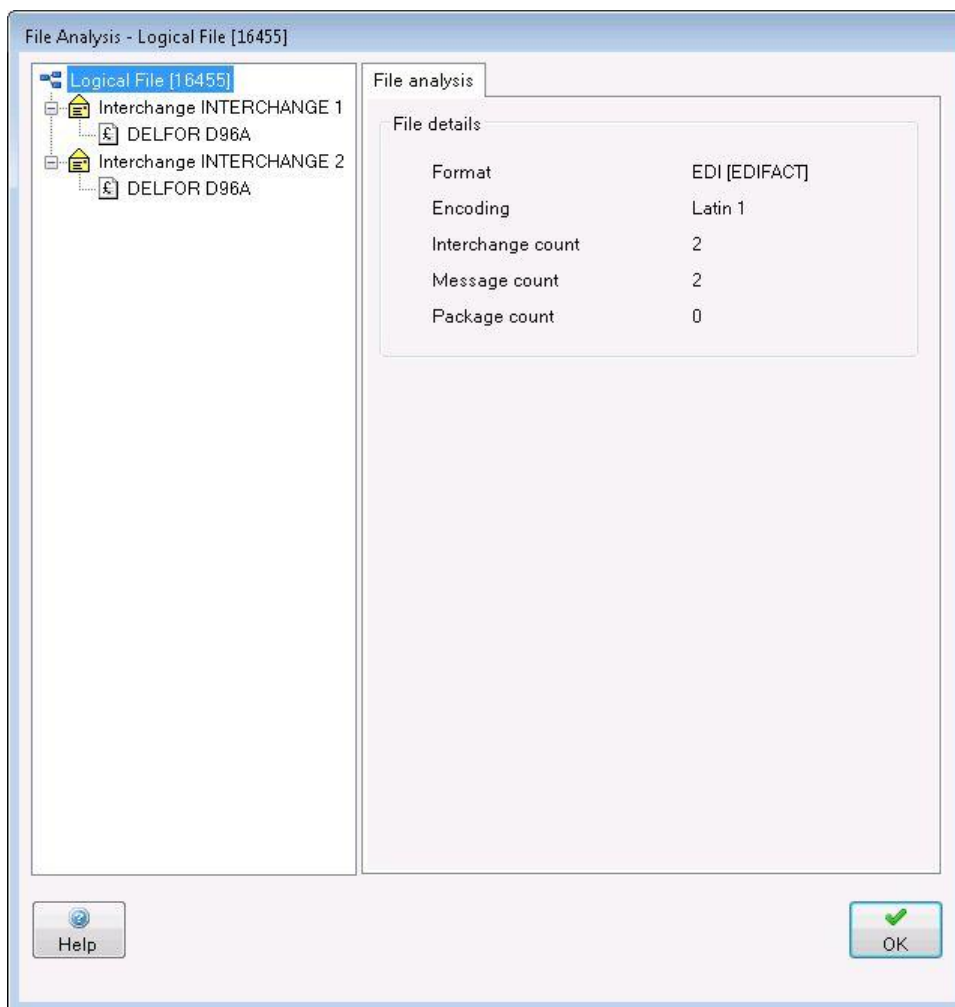 File Analysis - Logical File [16455]
Logical File [16455]
Interchange INTERCHANGE 1
£ DELFOR D96A
Interchange INTERCHANGE 2
£ DELFOR D96A
File analysis
File details
Format EDI [EDIFACT]
Encoding Latin 1
Interchange count 2
Message count 2
Package count 0
Help
OK